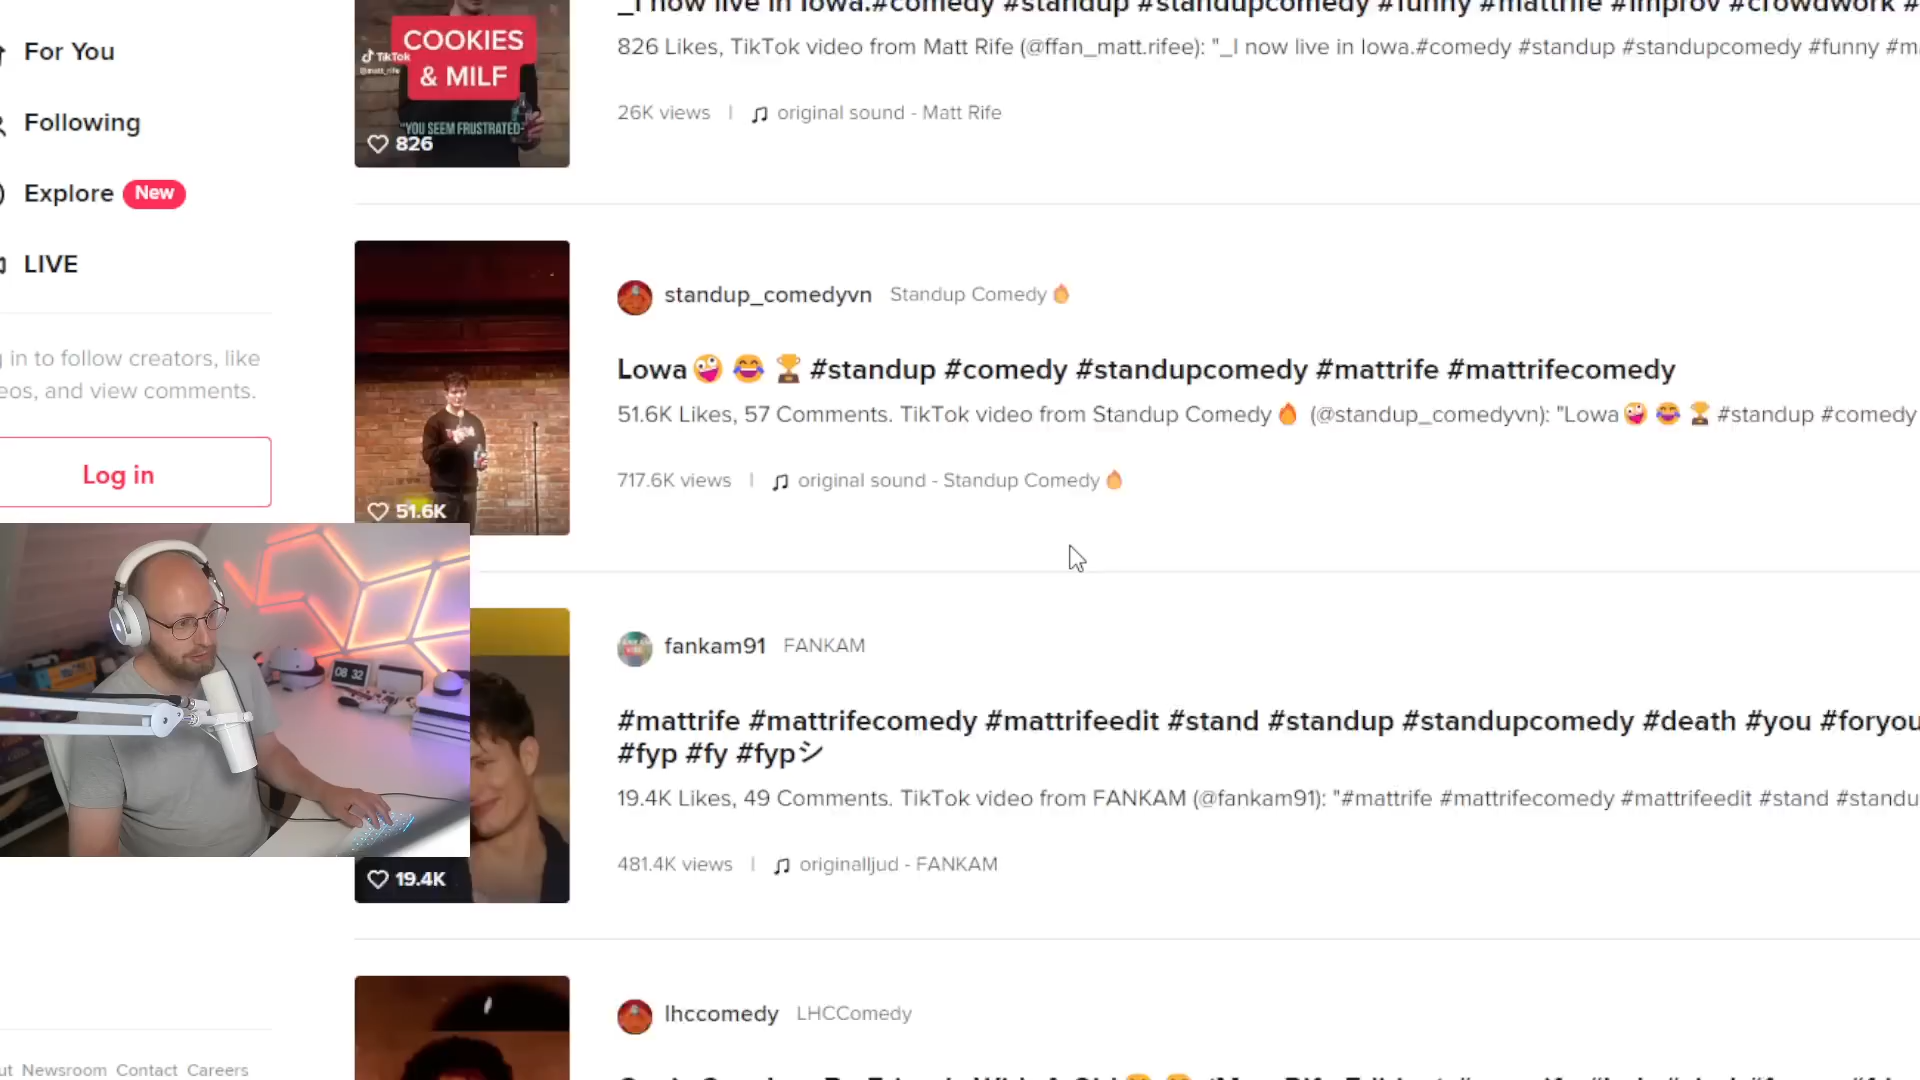 _I now live in Iowa.#comedy #standup #standupcomedy #funny #mattrife #improv #crowdwork #
For You
COOKIES
& MILF
TikTok
826 Likes, TikTok video from Matt Rife (@ffan_matt.rifee): "_I now live in Iowa.#comedy #standup #standupcomedy #funny #m
Following
26K views | ♫ original sound - Matt Rife
"YOU SEEM FRUSTRATED-
826
Explore New
LIVE
standup_comedyvn Standup Comedy🔥
in to follow creators, like
eos, and view comments.
Lowa🤪 😂 🏆 #standup #comedy #standupcomedy #mattrife #mattrifecomedy
51.6K Likes, 57 Comments. TikTok video from Standup Comedy🔥 (@standup_comedyvn): "Lowa🤪 😂 🏆 #standup #comedy
Log in
717.6K views | ♫ original sound - Standup Comedy🔥
51.6K
fankam91 FANKAM
08 32
#mattrife #mattrifecomedy #mattrifeedit #stand #standup #standupcomedy #death #you #foryou
#fyp #fy #fypシ
19.4K Likes, 49 Comments. TikTok video from FANKAM (@fankam91): "#mattrife #mattrifecomedy #mattrifeedit #stand #standu
481.4K views | ♫ originalljud - FANKAM
19.4K
lhccomedy LHCComedy
ut Newsroom Contact Careers